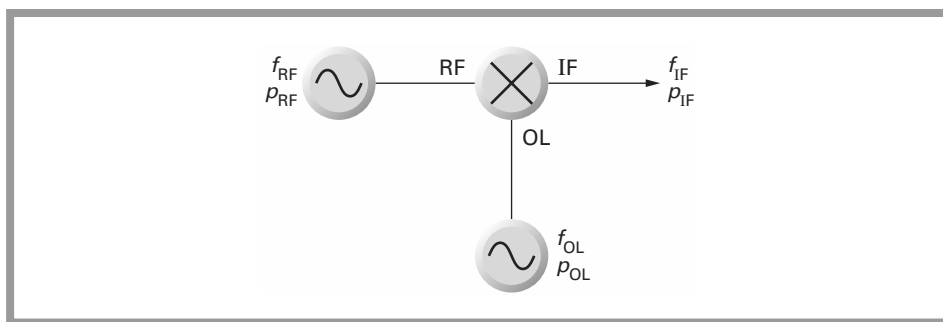 f_RF
p_RF
RF
IF
f_IF
p_IF
OL
f_OL
p_OL